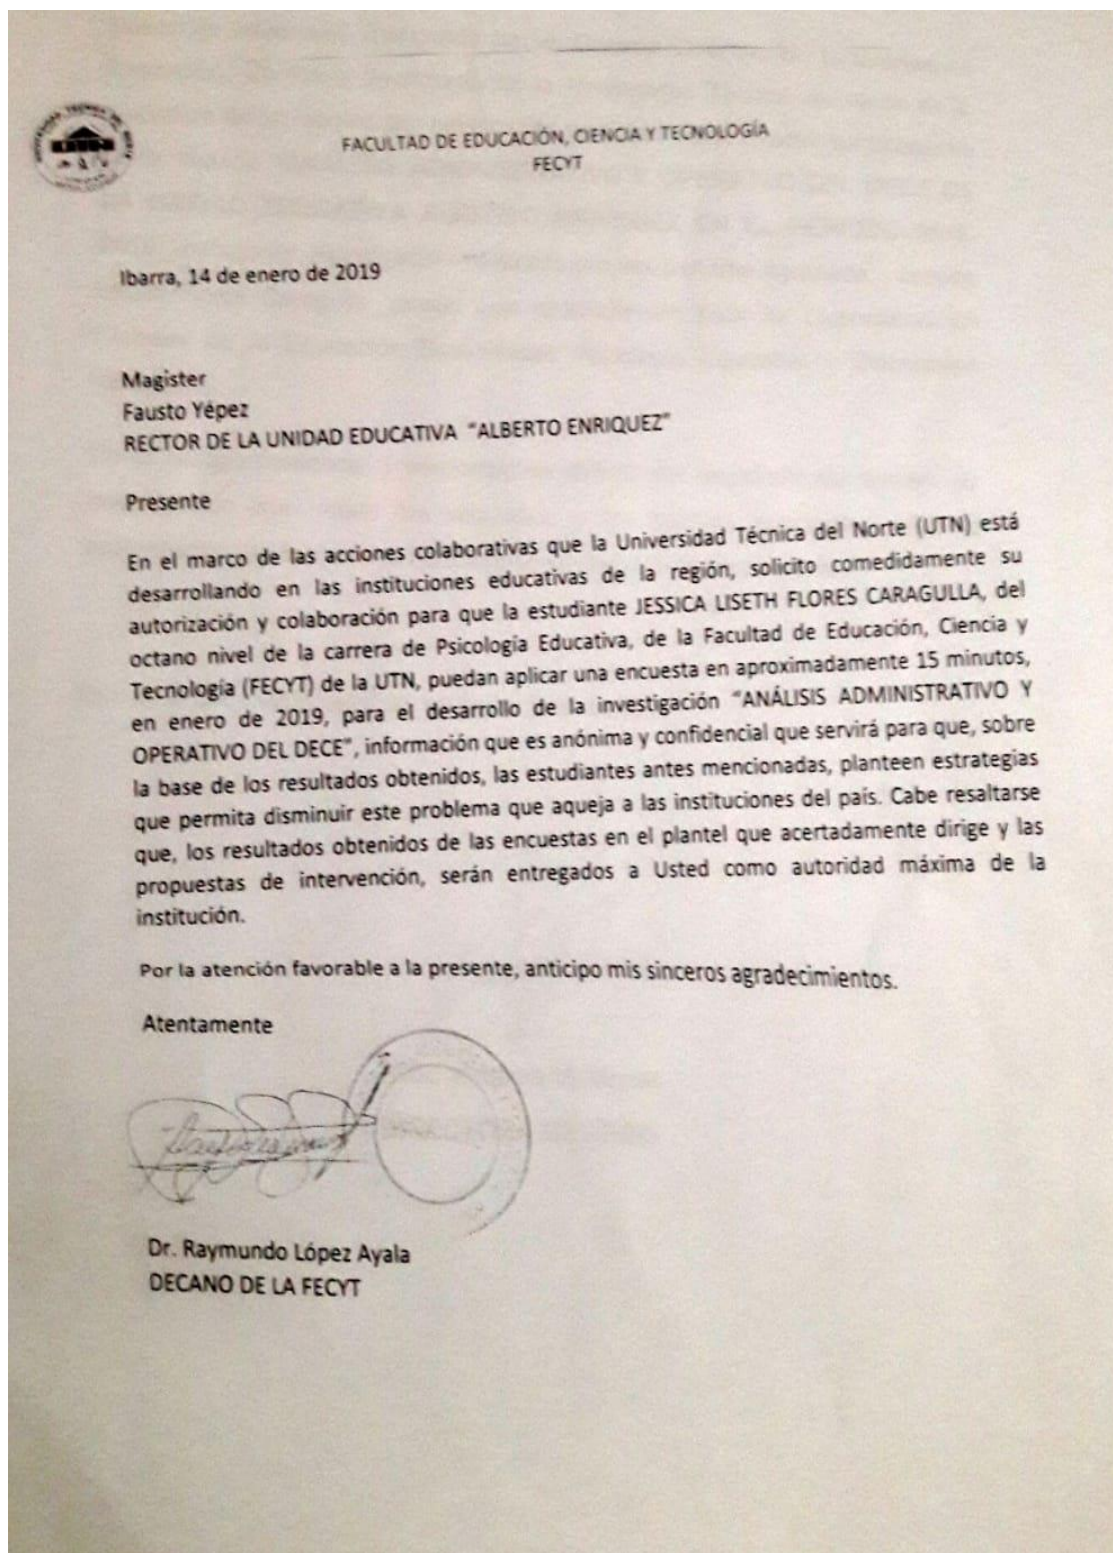 FACULTAD DE EDUCACIÓN, CIENCIA Y TECNOLOGÍA
FECYT
Ibarra, 14 de enero de 2019
Magister
Fausto Yépez
RECTOR DE LA UNIDAD EDUCATIVA "ALBERTO ENRIQUEZ"
Presente
En el marco de las acciones colaborativas que la Universidad Técnica del Norte (UTN) está
desarrollando en las instituciones educativas de la región, solicito comedidamente su
autorización y colaboración para que la estudiante JESSICA LISETH FLORES CARAGULLA, del
octano nivel de la carrera de Psicología Educativa, de la Facultad de Educación, Ciencia y
Tecnología (FECYT) de la UTN, puedan aplicar una encuesta en aproximadamente 15 minutos,
en enero de 2019, para el desarrollo de la investigación "ANÁLISIS ADMINISTRATIVO Y
OPERATIVO DEL DECE", información que es anónima y confidencial que servirá para que, sobre
la base de los resultados obtenidos, las estudiantes antes mencionadas, planteen estrategias
que permita disminuir este problema que aqueja a las instituciones del país. Cabe resaltarse
que, los resultados obtenidos de las encuestas en el plantel que acertadamente dirige y las
propuestas de intervención, serán entregados a Usted como autoridad máxima de la
institución.
Por la atención favorable a la presente, anticipo mis sinceros agradecimientos.
Atentamente
Dr. Raymundo López Ayala
DECANO DE LA FECYT